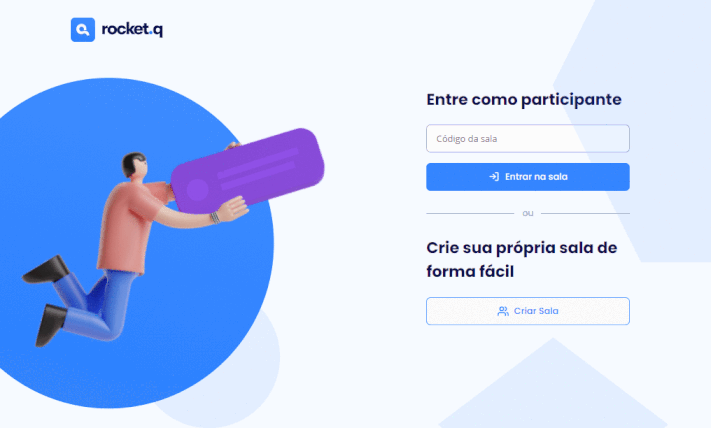 rocket.q
Entre como participante
Código da sala
Entrar na sala
ou
Crie sua própria sala de
forma fácil
Criar Sala